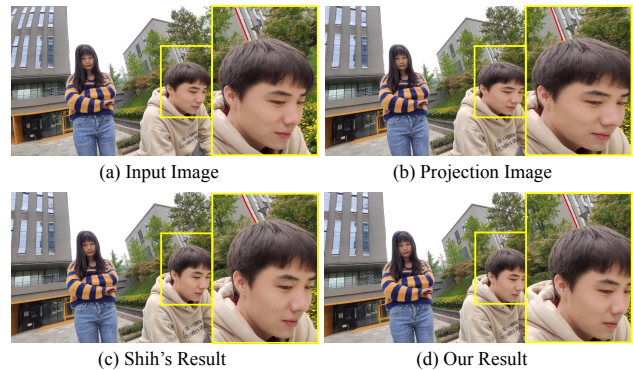 (a) Input Image
(b) Projection Image
(c) Shih's Result
(d) Our Result